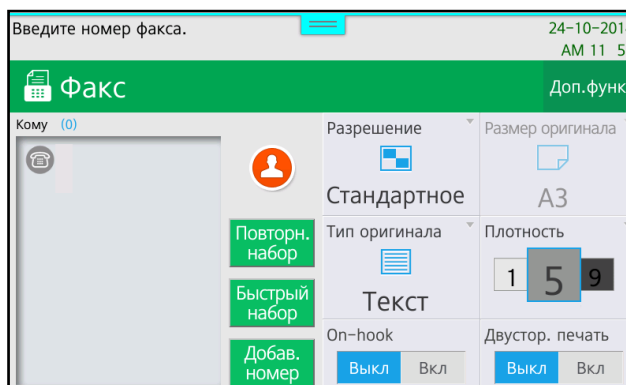 Введите номер факса.
24-10-201
AM 11 5
Факс
Доп.функ
Кому (0)
Повторн.
набор
Быстрый
набор
Добав.
номер
Разрешение
Стандартное
Размер оригинала
A3
Тип оригинала
Текст
Плотность
1 5 9
On-hook
Выкл Вкл
Двустор. печать
Выкл Вкл